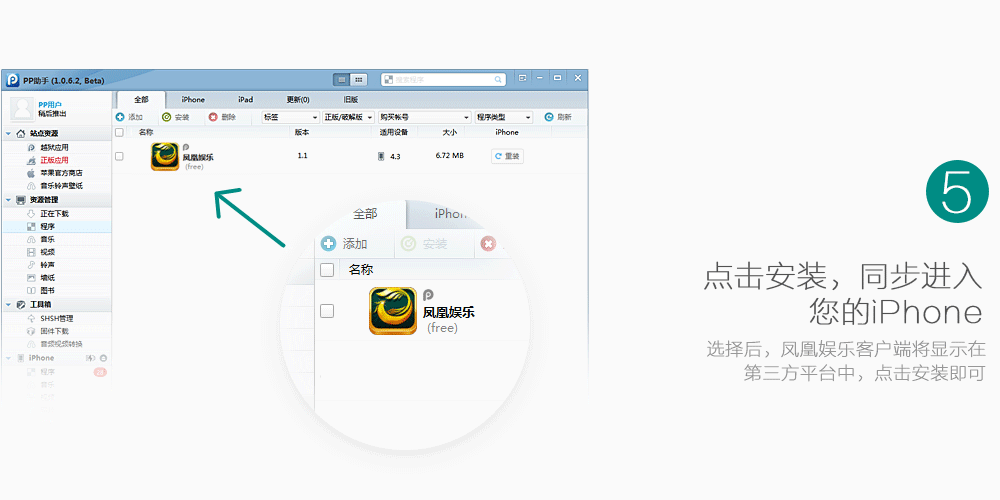 PP助手 (1.0.6.2, Beta)
搜索程序
PP用户
稍后推出
站点资源
越狱应用
正版应用
苹果官方商店
音乐铃声壁纸
资源管理
正在下载
程序
音乐
视频
铃声
墙纸
图书
工具箱
SHSH管理
固件下载
音频视频转换
iPhone
程序
音乐
全部 iPhone iPad 更新(0) 旧版
添加 安装 删除 标签 正版/破解版 购买帐号 程序类型 刷新
名称 版本 适用设备 大小 iPhone
凤凰娱乐 1.1 4.3 6.72 MB 重装
(free)
全部 iPhon
添加 安装
名称
凤凰娱乐
(free)
5
点击安装，同步进入
您的iPhone
选择后，凤凰娱乐客户端将显示在
第三方平台中，点击安装即可